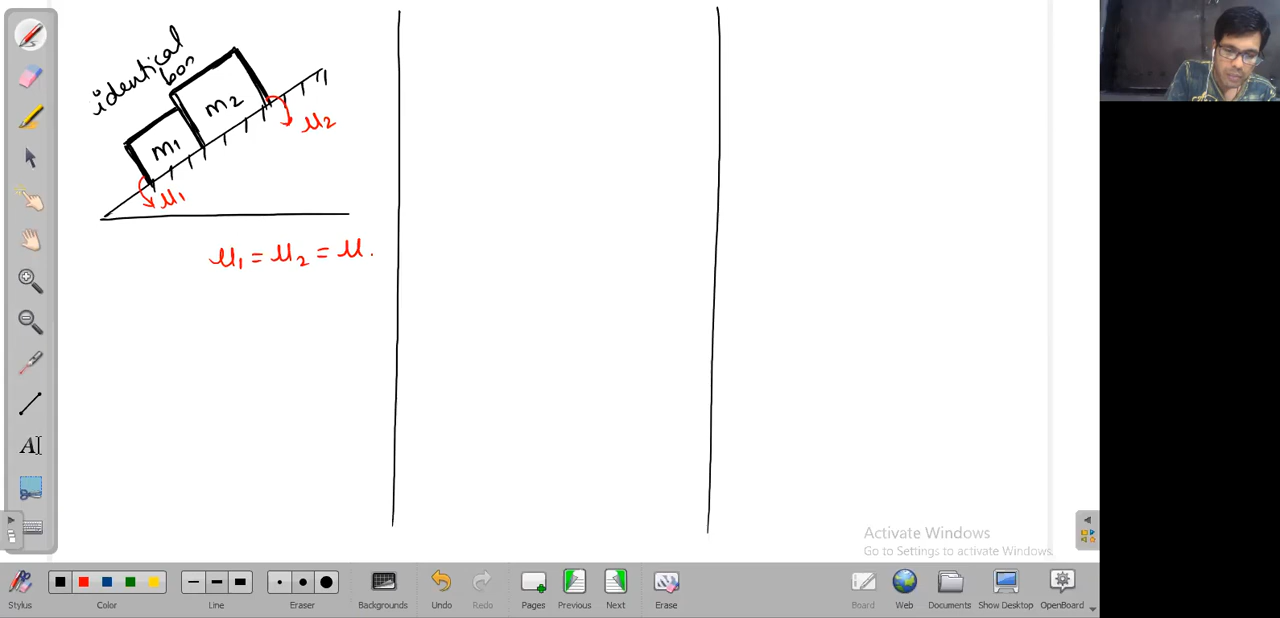 identical
box
m2
m1
μ2
μ1
μ1 = μ2 = μ.
Activate Windows
Go to Settings to activate Windows.
Stylus
Color
Line
Eraser
Backgrounds
Undo
Redo
Pages
Previous
Next
Erase
Board
Web
Documents
Show Desktop
OpenBoard